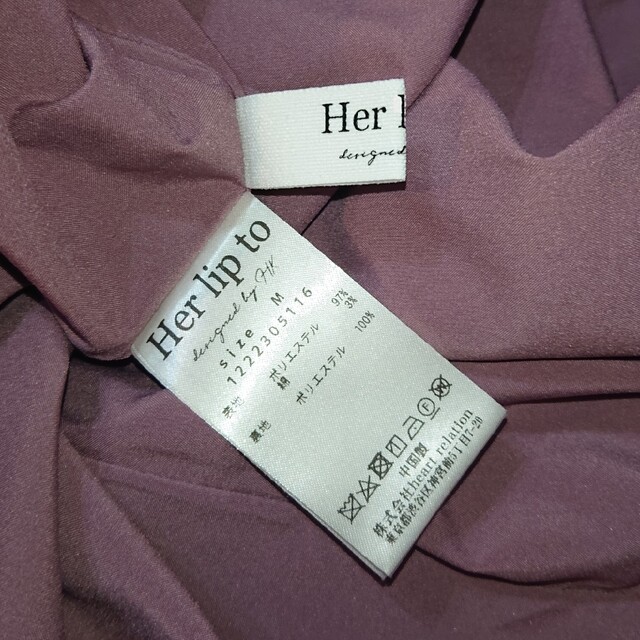 Her
designed
Her lip to
designed by
size M
1222305116
表地 ポリエステル 97%
綿 3%
裏地 ポリエステル 100%
中国製
株式会社heart relation